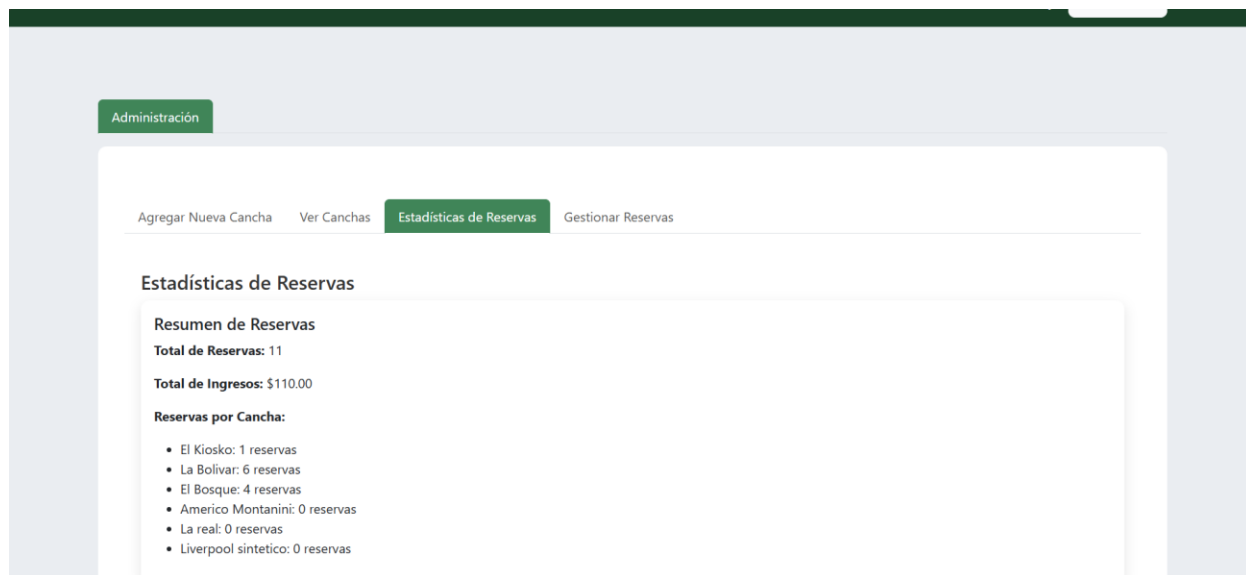 Administración
Agregar Nueva Cancha Ver Canchas Estadísticas de Reservas Gestionar Reservas
Estadísticas de Reservas
Resumen de Reservas
Total de Reservas: 11
Total de Ingresos: $110.00
Reservas por Cancha:
• El Kiosko: 1 reservas
• La Bolivar: 6 reservas
• El Bosque: 4 reservas
• Americo Montanini: 0 reservas
• La real: 0 reservas
• Liverpool sintetico: 0 reservas